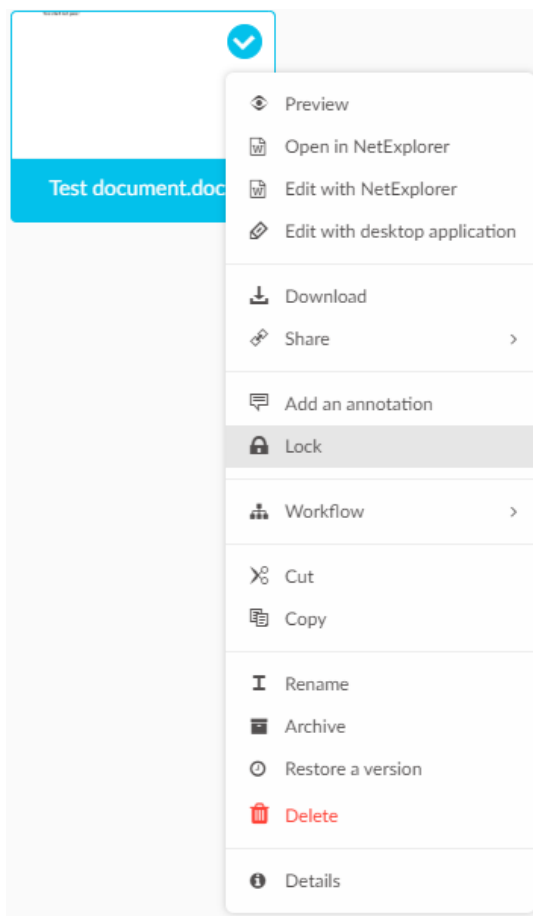 Test document.doc
Preview
Open in NetExplorer
Edit with NetExplorer
Edit with desktop application
Download
Share
Add an annotation
Lock
Workflow
Cut
Copy
Rename
Archive
Restore a version
Delete
Details